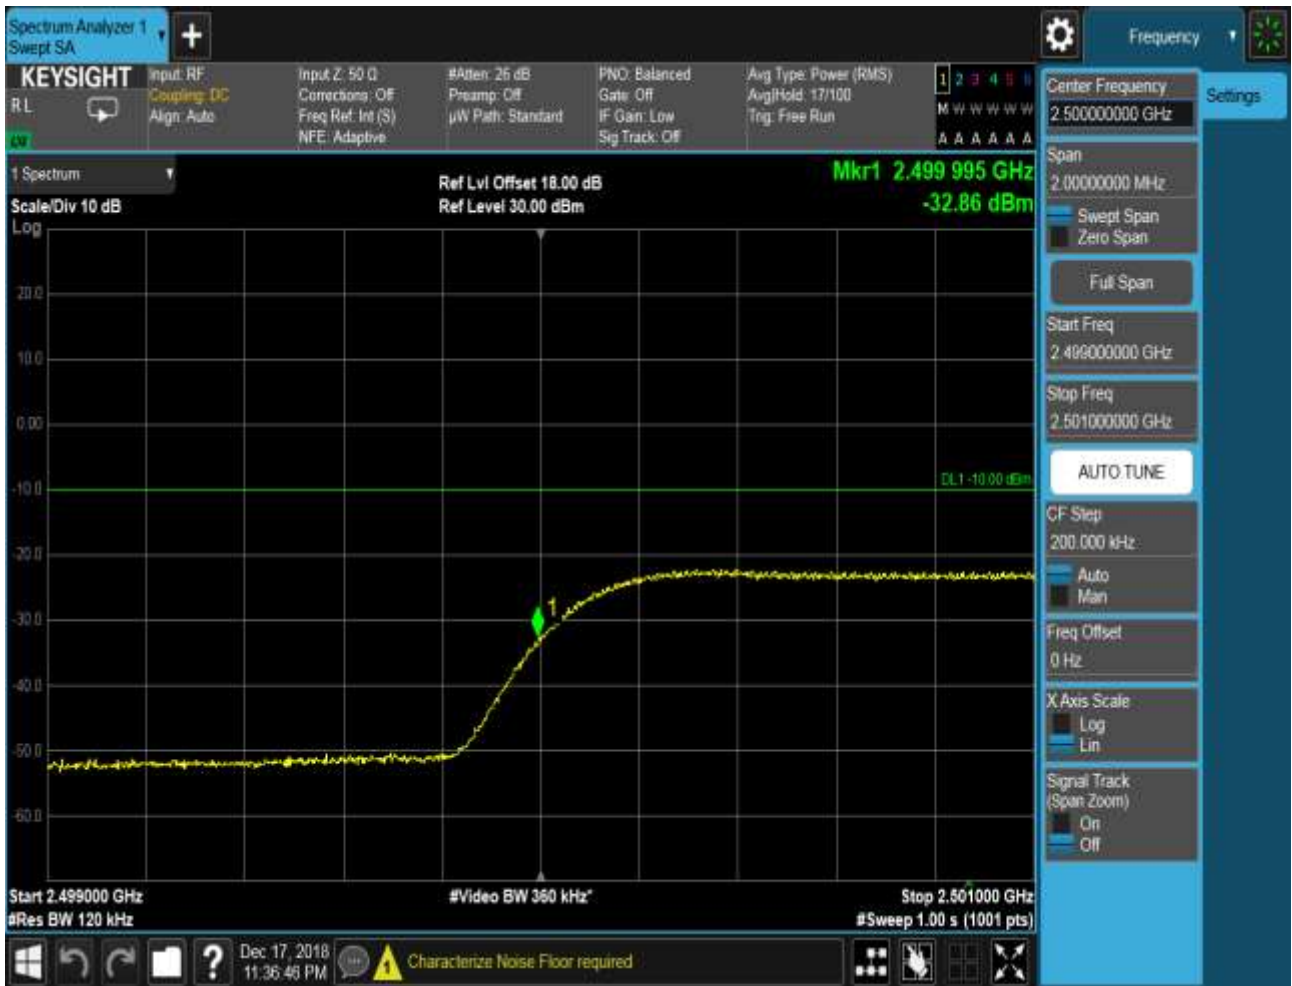 Spectrum Analyzer 1
Swept SA
Frequency
KEYSIGHT
R L
Input: RF
Coupling: DC
Align: Auto
Input Z: 50 Ω
Corrections: Off
Freq Ref: Int (S)
NFE: Adaptive
#Atten: 26 dB
Preamp: Off
µW Path: Standard
PNO: Balanced
Gate: Off
IF Gain: Low
Sig Track: Off
Avg Type: Power (RMS)
Avg|Hold: 17/100
Trig: Free Run
1 2 3 4 5 6
M W W W W W
A A A A A A
1 Spectrum
Scale/Div 10 dB
Log
Ref Lvl Offset 18.00 dB
Ref Level 30.00 dBm
Mkr1 2.499 995 GHz
-32.86 dBm
20.0
10.0
0.00
-10.0
-20.0
-30.0
-40.0
-50.0
-60.0
DL1 -10.00 dBm
1
Start 2.499000 GHz
#Res BW 120 kHz
#Video BW 360 kHz*
Stop 2.501000 GHz
#Sweep 1.00 s (1001 pts)
Center Frequency
2.500000000 GHz
Settings
Span
2.00000000 MHz
Swept Span
Zero Span
Full Span
Start Freq
2.499000000 GHz
Stop Freq
2.501000000 GHz
AUTO TUNE
CF Step
200.000 kHz
Auto
Man
Freq Offset
0 Hz
X Axis Scale
Log
Lin
Signal Track
(Span Zoom)
On
Off
?
Dec 17, 2018
11:36:46 PM
Characterize Noise Floor required